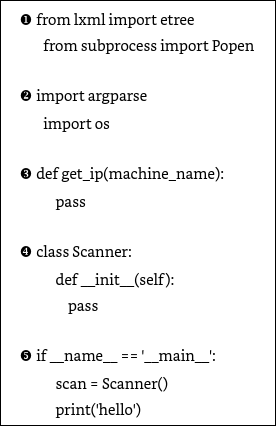 ❶ from lxml import etree
from subprocess import Popen
❷ import argparse
import os
❸ def get_ip(machine_name):
pass
❹ class Scanner:
def __init__(self):
pass
❺ if __name__ == '__main__':
scan = Scanner()
print('hello')